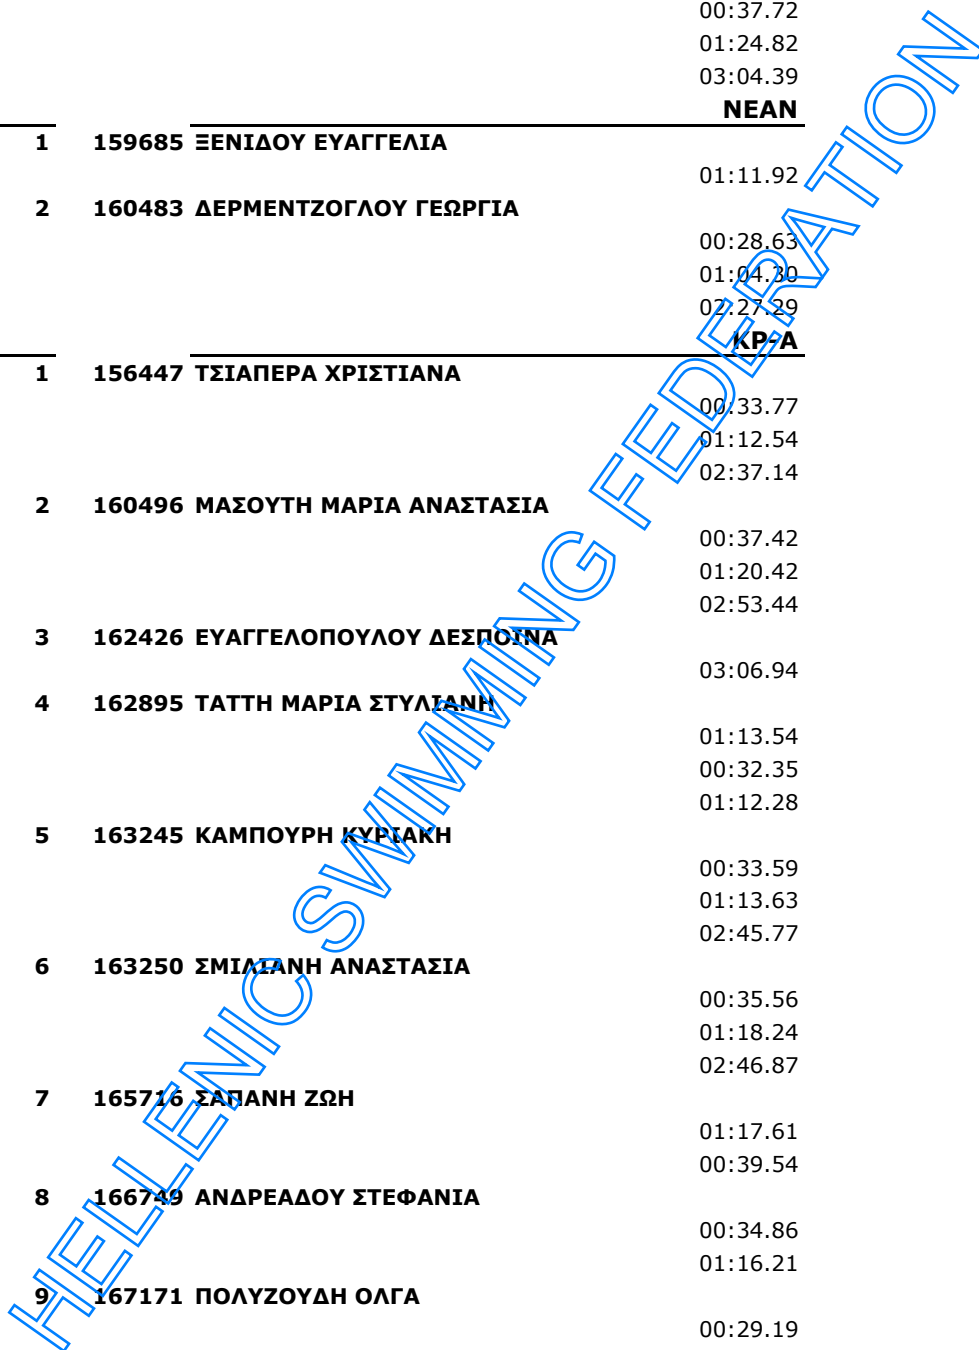 00:37.72
01:24.82
03:04.39
ΝΕΑΝ
1 159685 ΞΕΝΙΔΟΥ ΕΥΑΓΓΕΛΙΑ
01:11.92
2 160483 ΔΕΡΜΕΝΤΖΟΓΛΟΥ ΓΕΩΡΓΙΑ
00:28.63
01:04.30
02:27.29
ΚΡ-Α
1 156447 ΤΣΙΑΠΕΡΑ ΧΡΙΣΤΙΑΝΑ
00:33.77
01:12.54
02:37.14
2 160496 ΜΑΣΟΥΤΗ ΜΑΡΙΑ ΑΝΑΣΤΑΣΙΑ
00:37.42
01:20.42
02:53.44
3 162426 ΕΥΑΓΓΕΛΟΠΟΥΛΟΥ ΔΕΣΠΟΙΝΑ
03:06.94
4 162895 ΤΑΤΤΗ ΜΑΡΙΑ ΣΤΥΛΙΑΝΗ
01:13.54
00:32.35
01:12.28
5 163245 ΚΑΜΠΟΥΡΗ ΚΥΡΙΑΚΗ
00:33.59
01:13.63
02:45.77
6 163250 ΣΜΙΛΙΑΝΗ ΑΝΑΣΤΑΣΙΑ
00:35.56
01:18.24
02:46.87
7 165716 ΣΑΠΑΝΗ ΖΩΗ
01:17.61
00:39.54
8 166749 ΑΝΔΡΕΑΔΟΥ ΣΤΕΦΑΝΙΑ
00:34.86
01:16.21
9 167171 ΠΟΛΥΖΟΥΔΗ ΟΛΓΑ
00:29.19
HELLENIC SWIMMING FEDERATION